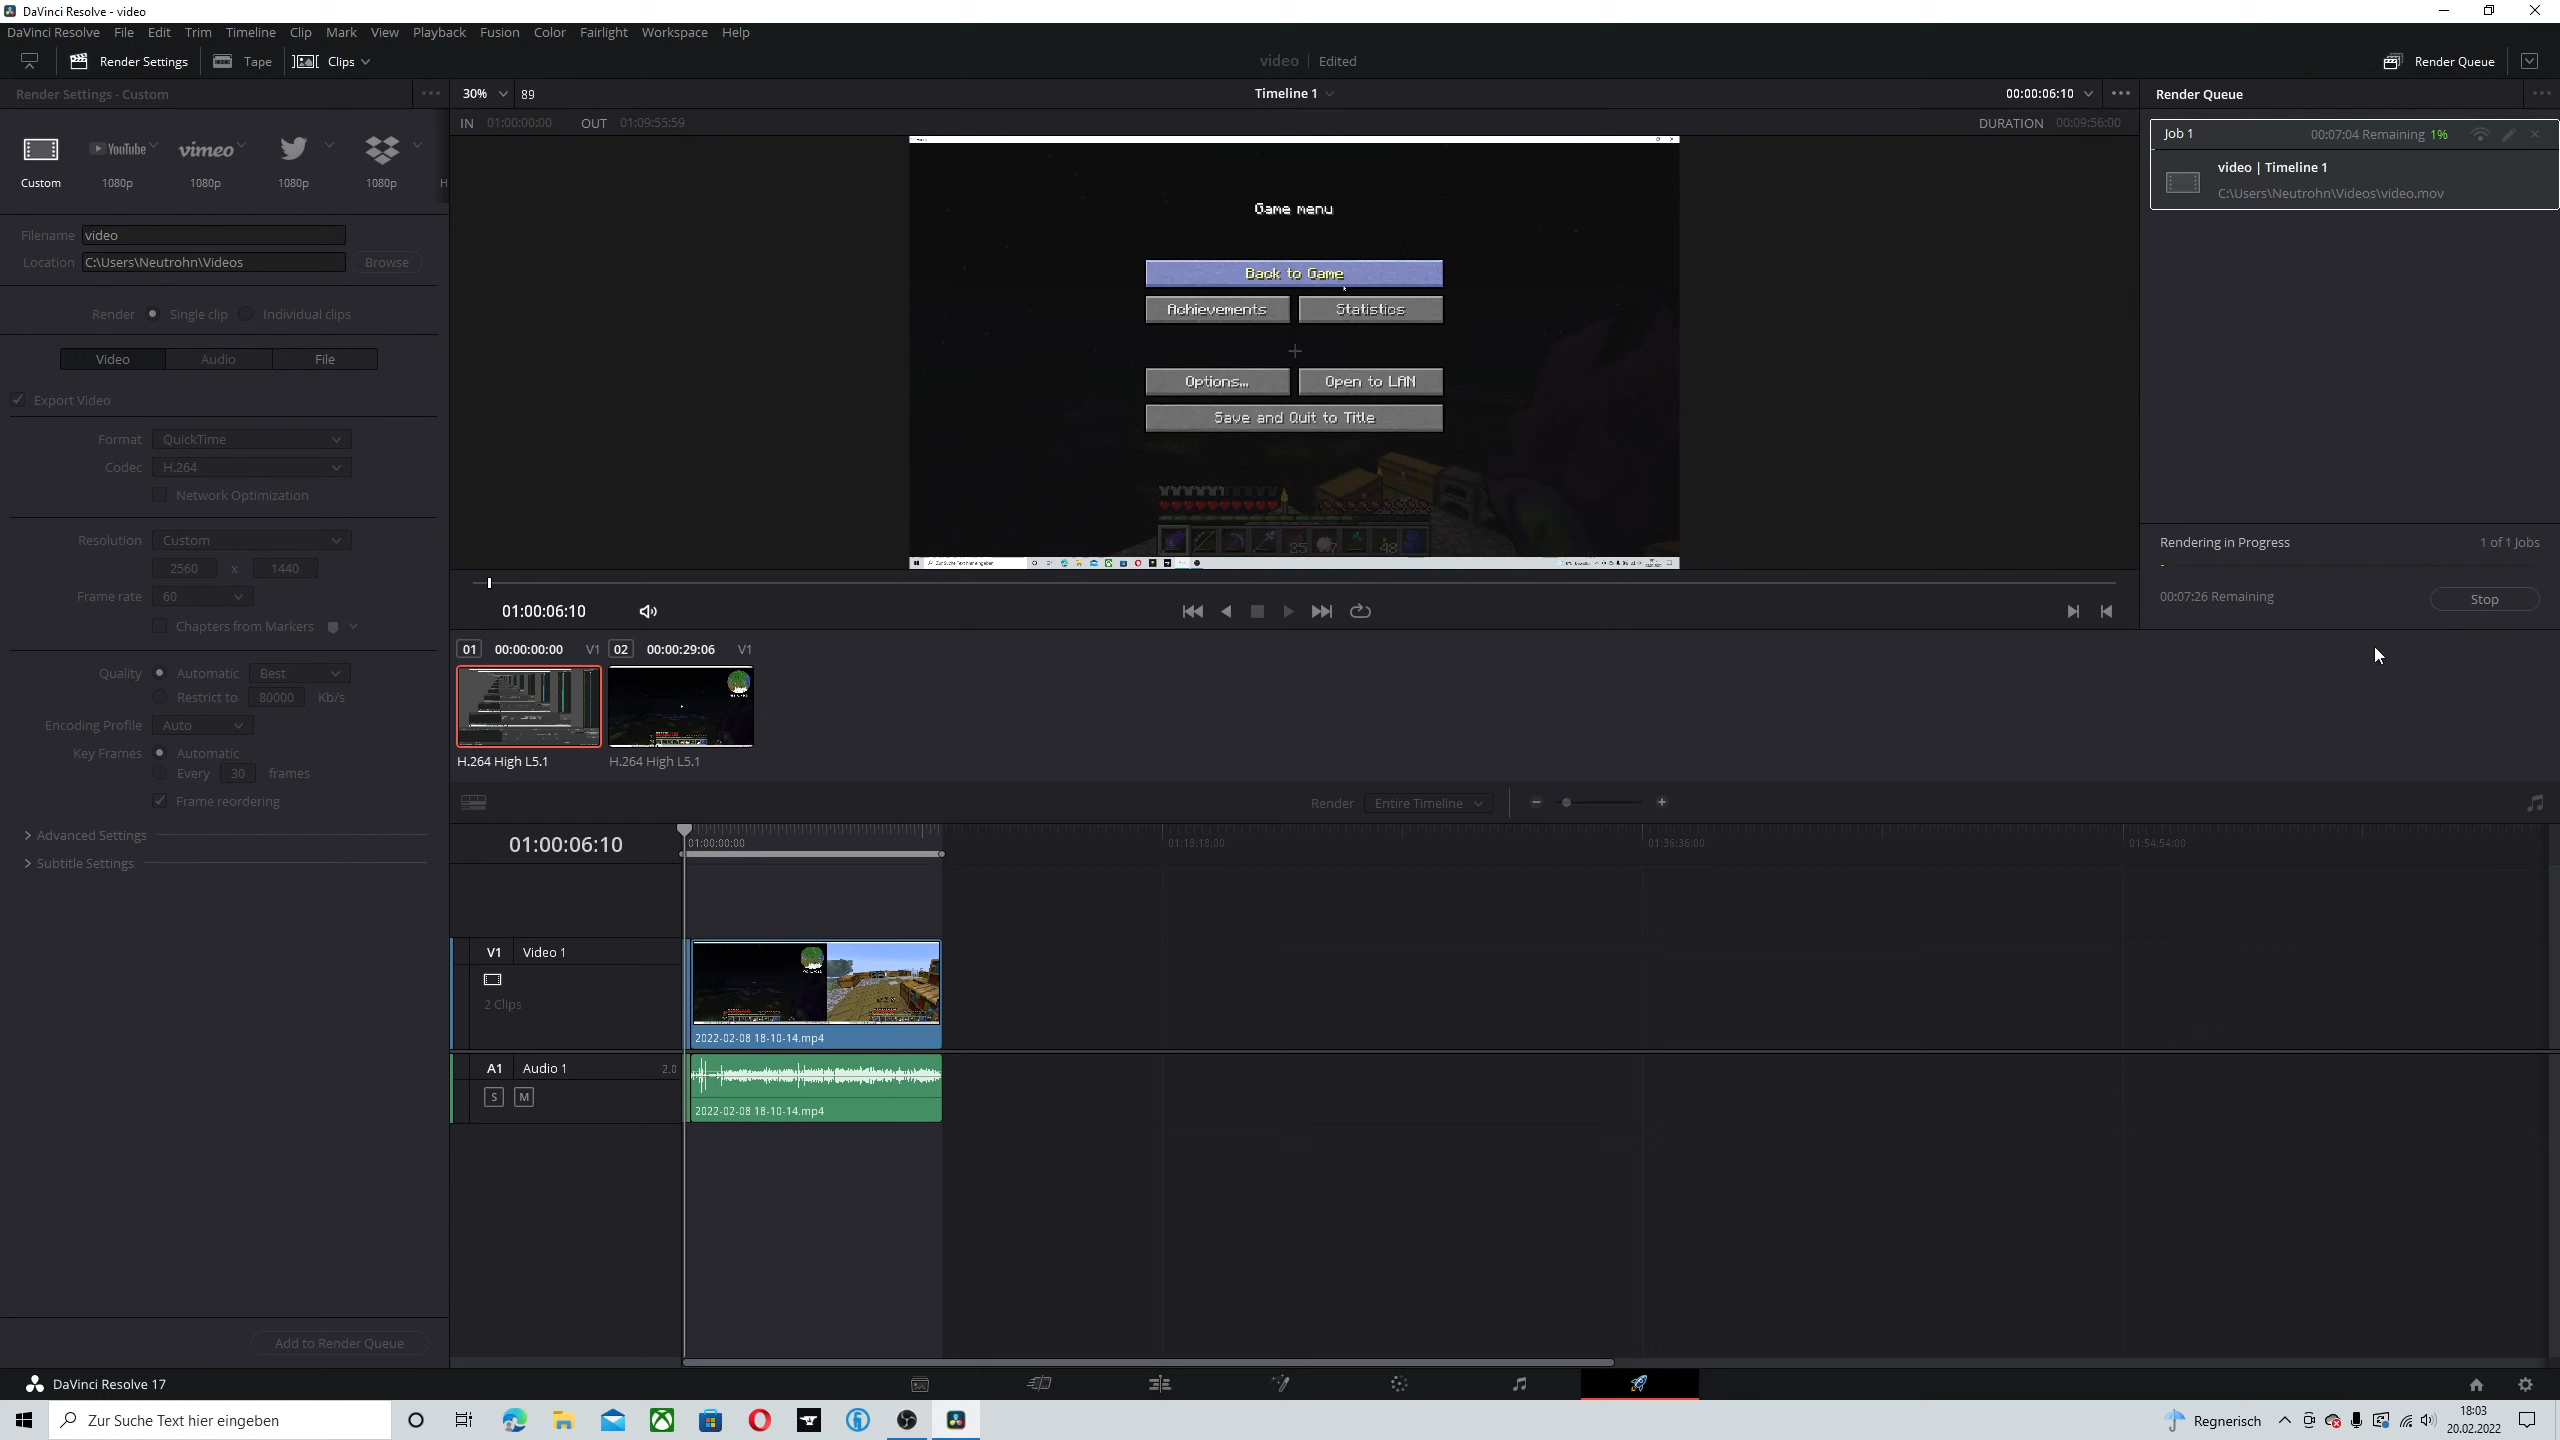 DaVinci Resolve - video
DaVinci Resolve File Edit Trim Timeline Clip Mark View Playback Fusion Color Fairlight Workspace Help
Render Settings Tape Clips video Edited Render Queue
Render Settings - Custom 30% 89 Timeline 1 00:00:06:10 Render Queue
IN 01:00:00:00 OUT 01:09:55:59 DURATION 00:09:56:00
Job 1 00:07:04 Remaining 1%
video | Timeline 1
C:\Users\Neutrohn\Videos\video.mov
YouTube vimeo
Custom 1080p 1080p 1080p 1080p H
Game menu
Back to Game
Achievements Statistics
Options... Open to LAN
Save and Quit to Title
25 7 48
Zur Suche Text hier eingeben
Filename video
Location C:\Users\Neutrohn\Videos Browse
Render Single clip Individual clips
Video Audio File
Export Video
Format QuickTime
Codec H.264
Network Optimization
Resolution Custom
2560 x 1440
Frame rate 60
Chapters from Markers
Quality Automatic Best
Restrict to 80000 Kb/s
Encoding Profile Auto
Key Frames Automatic
Every 30 frames
Frame reordering
Advanced Settings
Subtitle Settings
Add to Render Queue
Rendering in Progress 1 of 1 Jobs
00:07:26 Remaining Stop
01:00:06:10
01 00:00:00:00 V1 02 00:00:29:06 V1
H.264 High L5.1 H.264 High L5.1
Render Entire Timeline
01:00:06:10 01:00:00:00 01:18:18:00 01:36:36:00 01:54:54:00
V1 Video 1
2 Clips
2022-02-08 18-10-14.mp4
A1 Audio 1 2.0
S M
2022-02-08 18-10-14.mp4
DaVinci Resolve 17
Zur Suche Text hier eingeben Regnerisch 18:03
20.02.2022